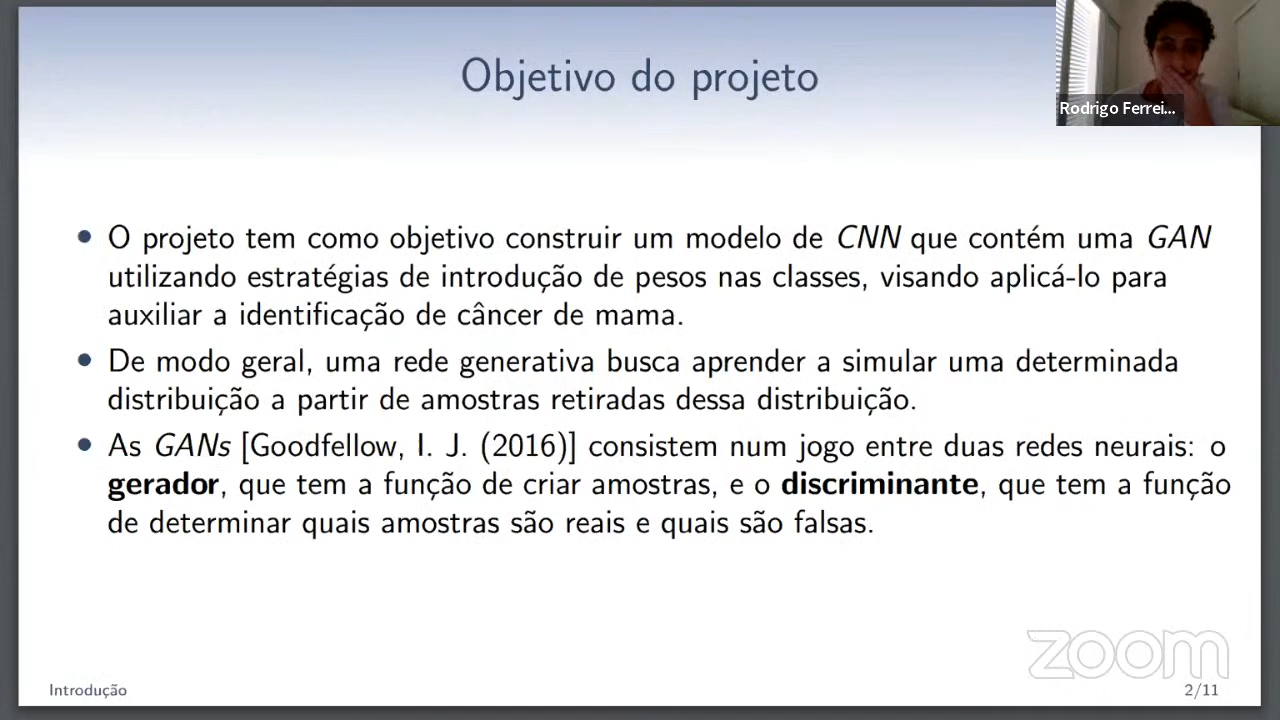 Objetivo do projeto
Rodrigo Ferrei...
• O projeto tem como objetivo construir um modelo de CNN que contém uma GAN
utilizando estratégias de introdução de pesos nas classes, visando aplicá-lo para
auxiliar a identificação de câncer de mama.
• De modo geral, uma rede generativa busca aprender a simular uma determinada
distribuição a partir de amostras retiradas dessa distribuição.
• As GANs [Goodfellow, I. J. (2016)] consistem num jogo entre duas redes neurais: o
gerador, que tem a função de criar amostras, e o discriminante, que tem a função
de determinar quais amostras são reais e quais são falsas.
zoom
Introdução
2/11